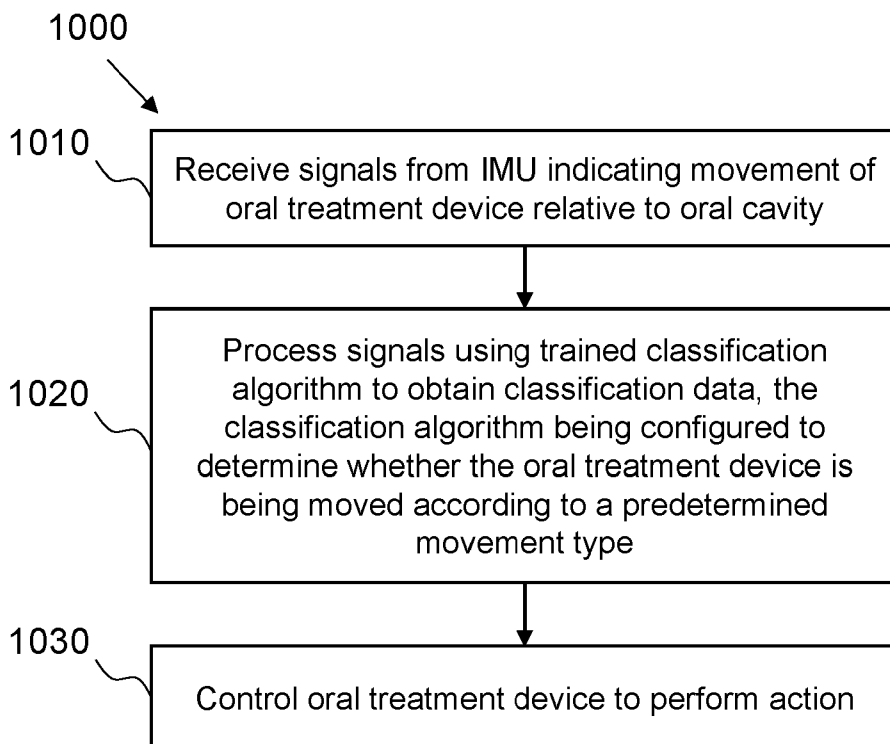 1000
1010
Receive signals from IMU indicating movement of
oral treatment device relative to oral cavity
1020
Process signals using trained classification
algorithm to obtain classification data, the
classification algorithm being configured to
determine whether the oral treatment device is
being moved according to a predetermined
movement type
1030
Control oral treatment device to perform action